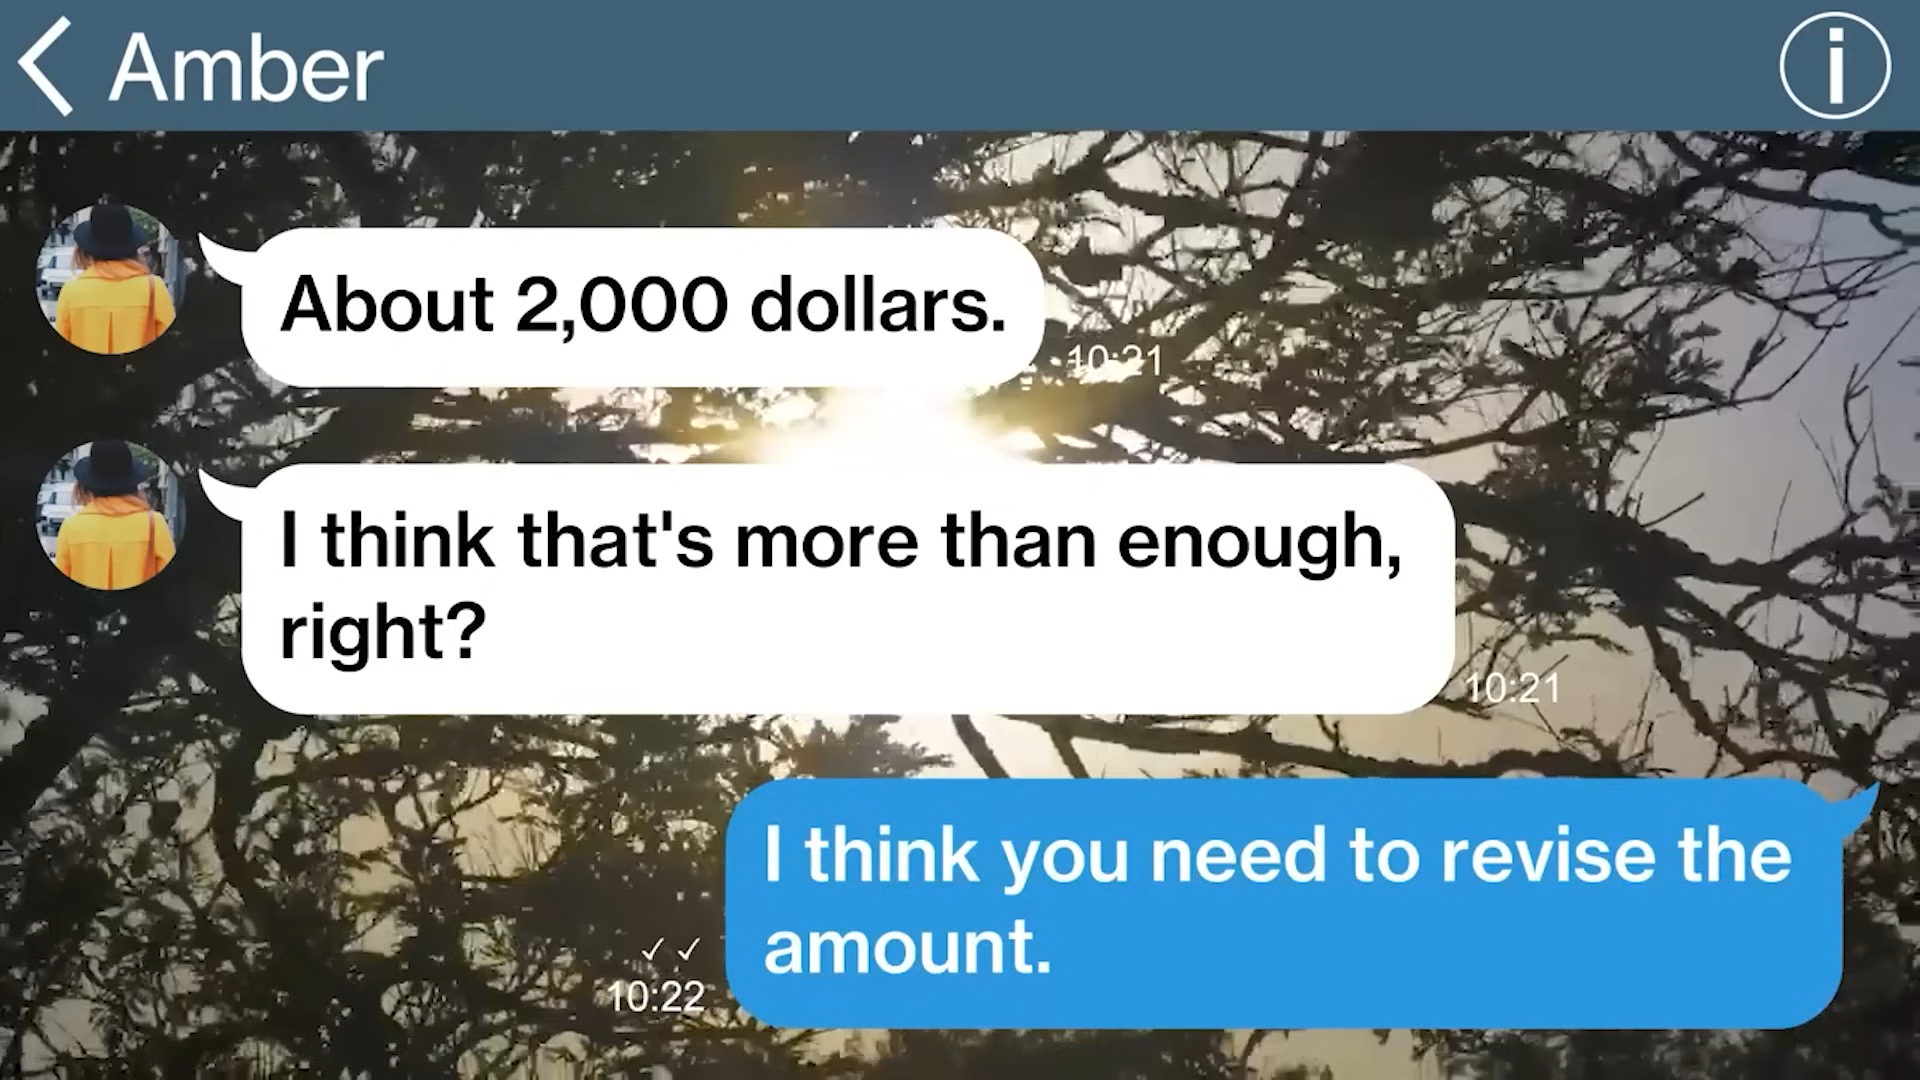 Amber
About 2,000 dollars.
10:21
I think that's more than enough,
right?
10:21
I think you need to revise the
amount.
10:22